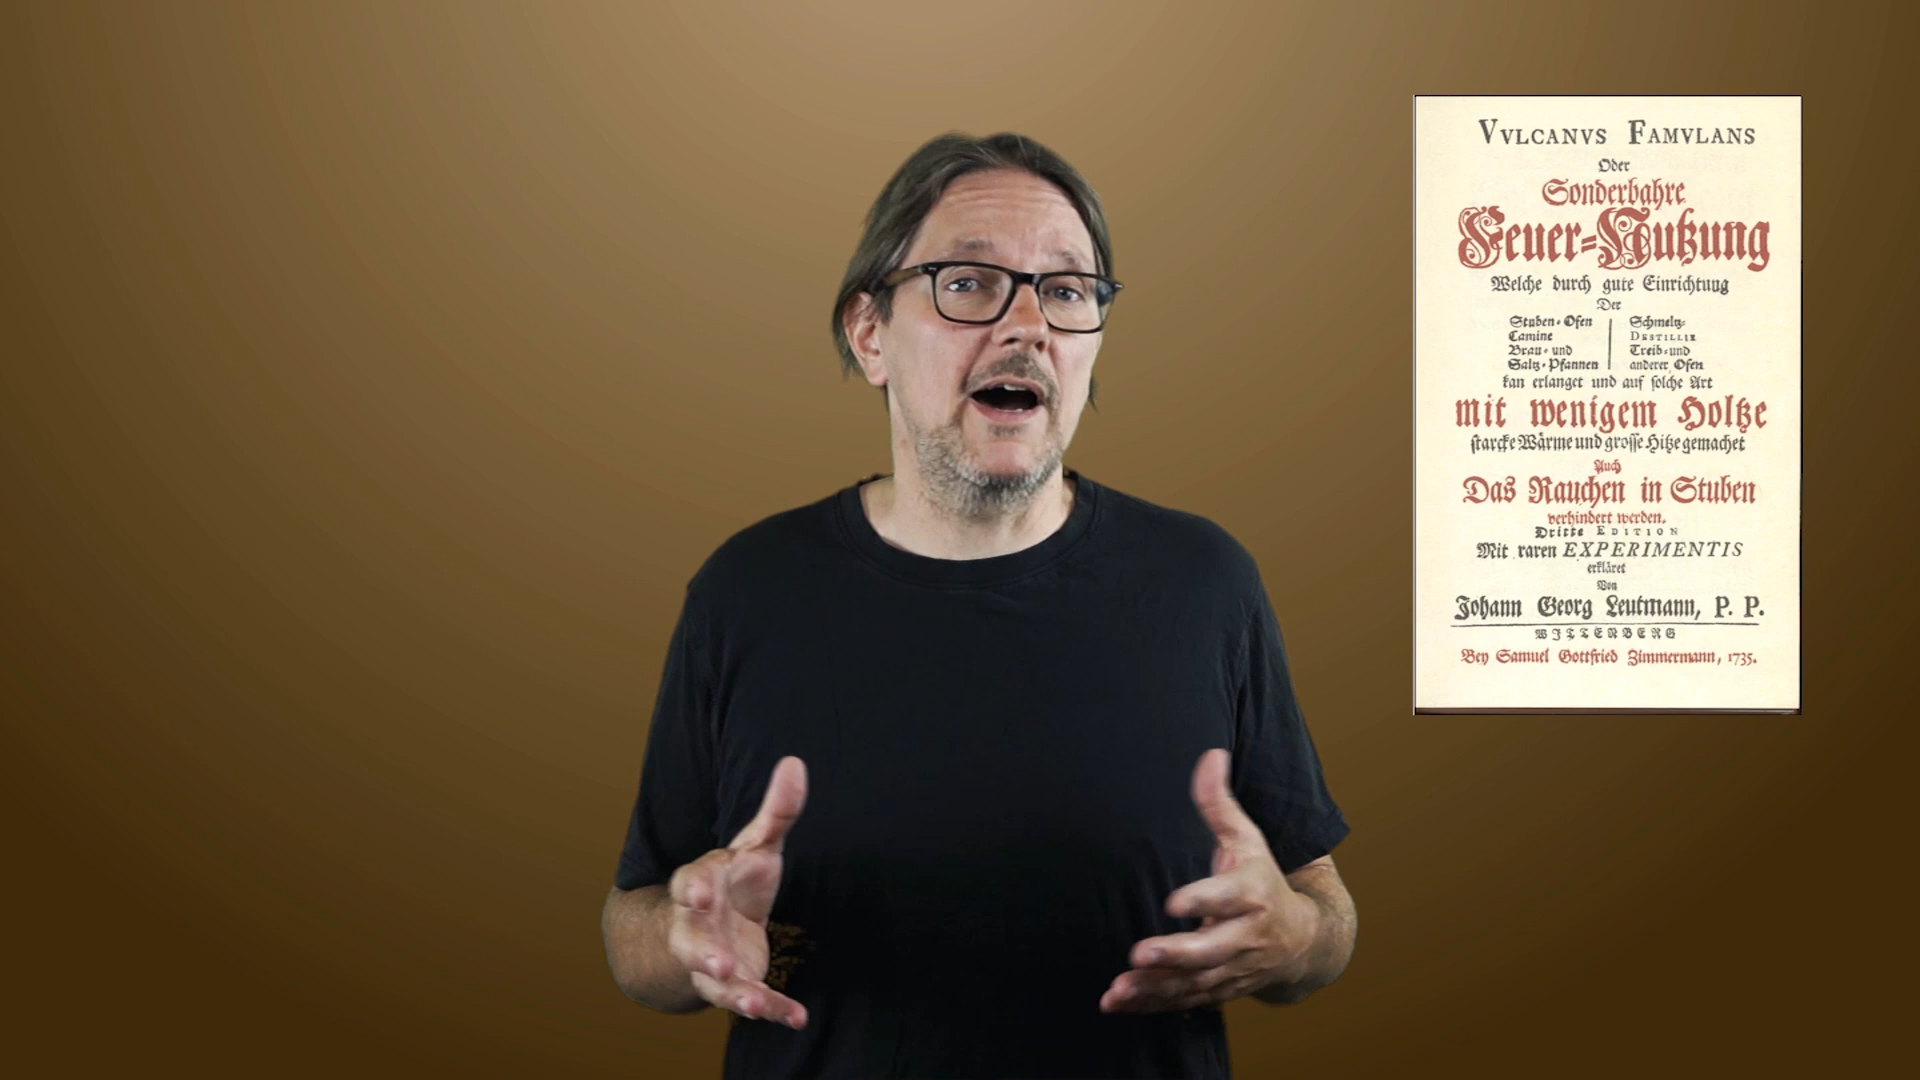 VVLCANVS FAMVLANS
Oder
Sonderbahre
Feuer=Nutzung
Welche durch gute Einrichtung
Der
Stuben-Ofen
Camine
Brau- und
Saltz-Pfannen
Schmeltz-
DESTILLIR
Treib-und
anderer Ofen
kan erlanget und auf solche Art
mit wenigem Holtze
starcke Wärme und grosse Hitze gemachet
Auch
Das Rauchen in Stuben
verhindert werden.
Dritte EDITION
Mit raren EXPERIMENTIS
erkläret
Von
Johann Georg Leutmann, P. P.
WITTENBERG
Bey Samuel Gottfried Zimmermann, 1735.